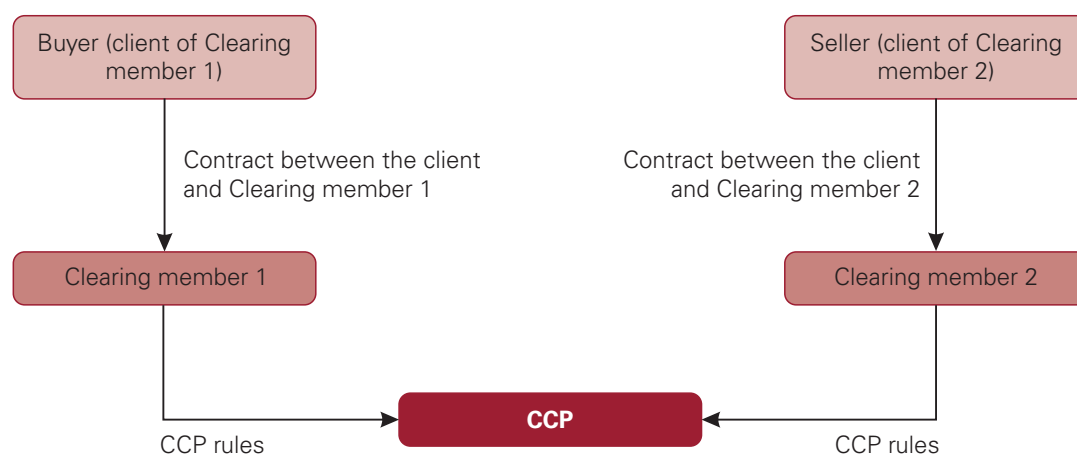 Buyer (client of Clearing
member 1)
Seller (client of Clearing
member 2)
Contract between the client
and Clearing member 1
Contract between the client
and Clearing member 2
Clearing member 1
Clearing member 2
CCP
CCP rules
CCP rules